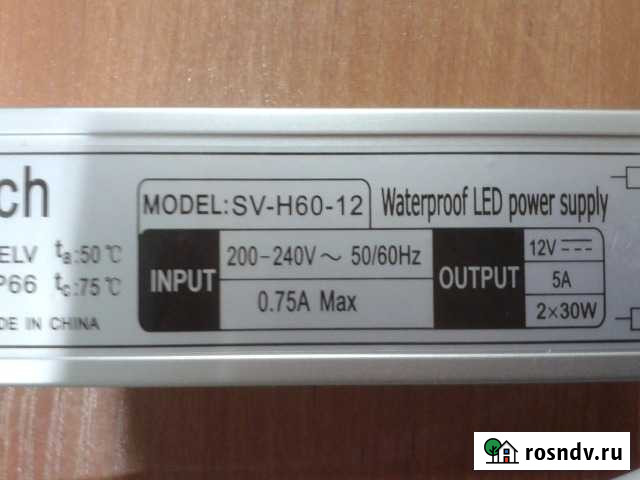 ch
MODEL:SV-H60-12 Waterproof LED power supply
ELV ta:50℃
P66 tc:75℃
DE IN CHINA
INPUT
200-240V ~ 50/60Hz
0.75A Max
OUTPUT
12V ⎓
5A
2×30W
rosndv.ru